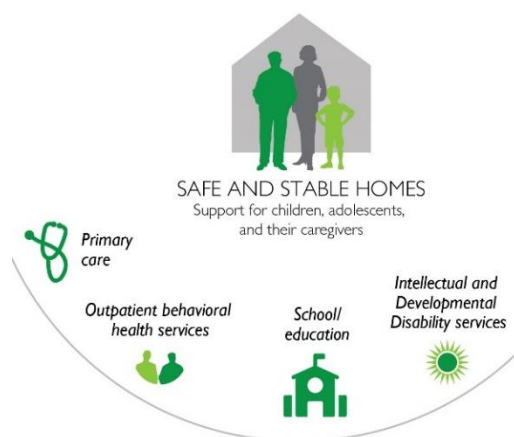 SAFE AND STABLE HOMES
Support for children, adolescents,
and their caregivers
Primary
care
Outpatient behavioral
health services
School/
education
Intellectual and
Developmental
Disability services